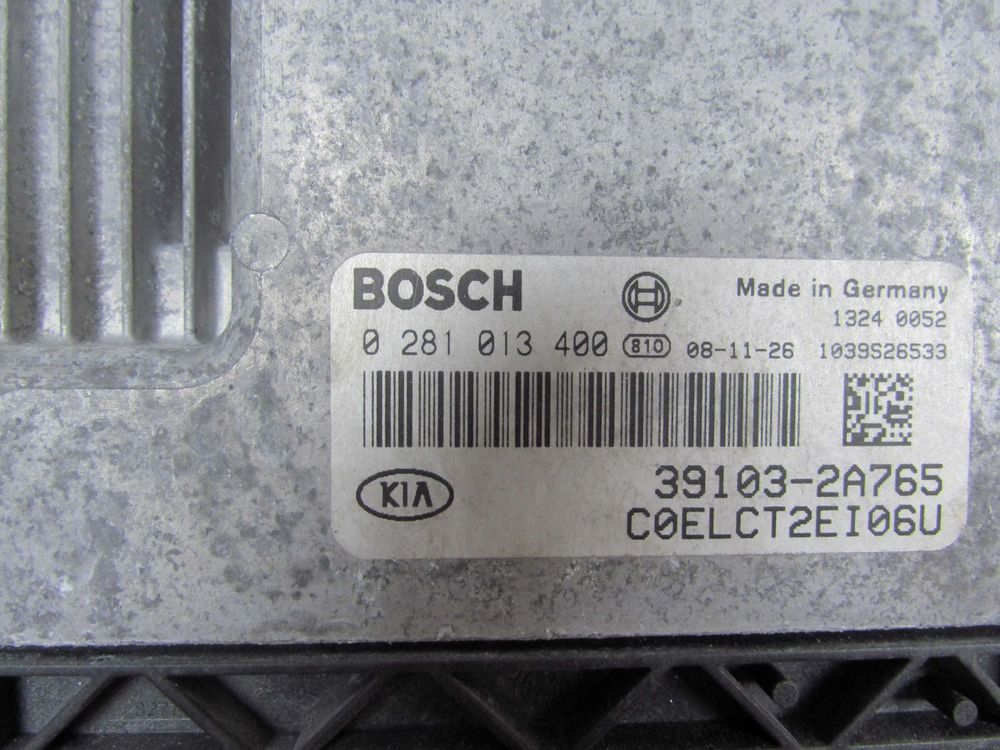 BOSCH
Made in Germany
1324 0052
0 281 013 400 810 08-11-26 1039S26533
KIA
39103-2A765
C0ELCT2EI06U